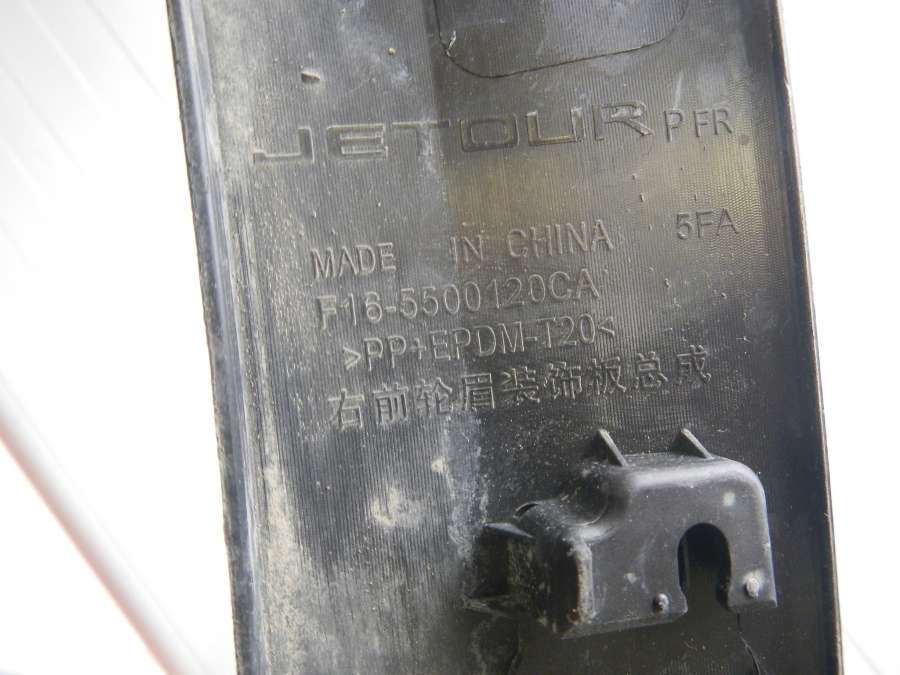 JETOUR P FR
5FA
MADE IN CHINA
F16-5500120CA
>PP+EPDM-T20<
右前轮眉装饰板总成